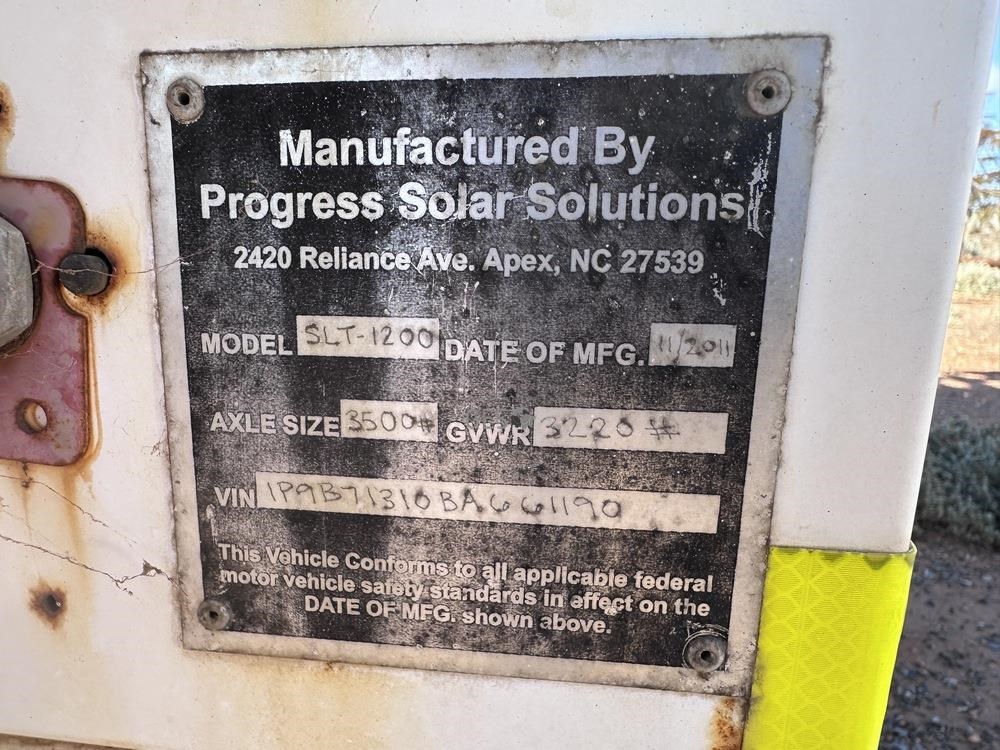 Manufactured By
Progress Solar Solutions
2420 Reliance Ave. Apex, NC 27539
MODEL SLT-1200 DATE OF MFG. 11/2011
AXLE SIZE 3500# GVWR 3220#
VIN 1P9B71310BA661190
This Vehicle Conforms to all applicable federal
motor vehicle safety standards in effect on the
DATE OF MFG. shown above.